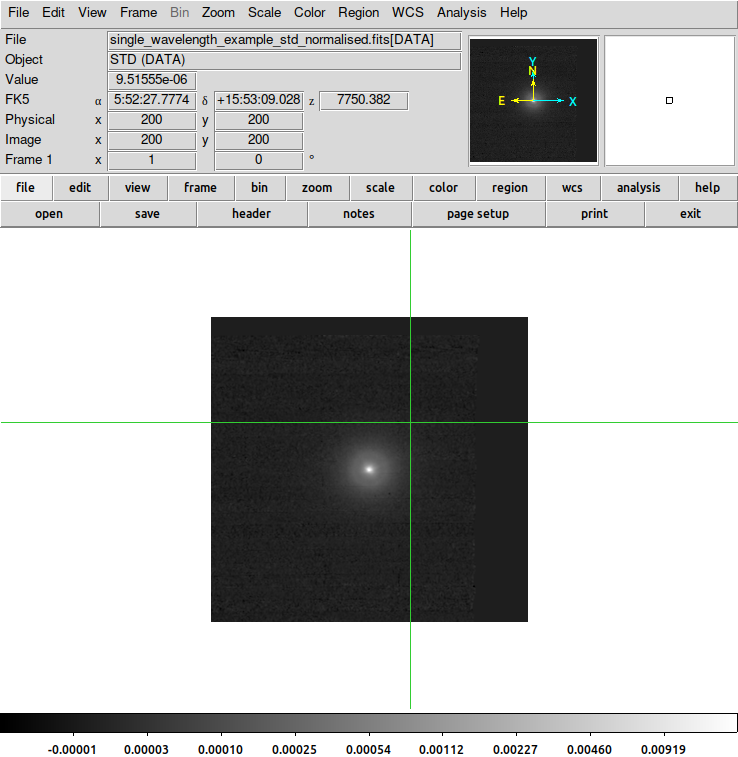 File Edit View Frame Bin Zoom Scale Color Region WCS Analysis Help
File single_wavelength_example_std_normalised.fits[DATA]
Object STD (DATA)
Value 9.51555e-06
FK5 α 5:52:27.7774 δ +15:53:09.028 z 7750.382
Physical x 200 y 200
Image x 200 y 200
Frame 1 x 1 0 °
Y
N
E X
file edit view frame bin zoom scale color region wcs analysis help
open save header notes page setup print exit
-0.00001 0.00003 0.00010 0.00025 0.00054 0.00112 0.00227 0.00460 0.00919